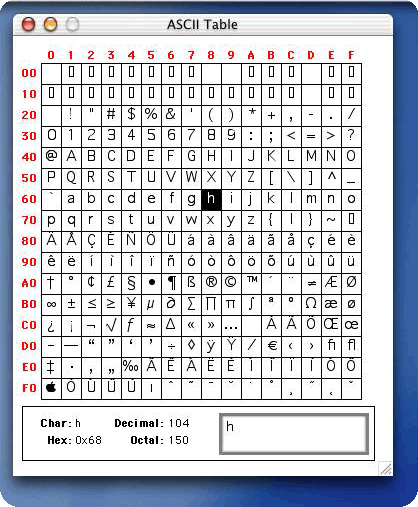 ASCII Table
0 1 2 3 4 5 6 7 8 9 A B C D E F
00
10
20 ! " # $ % & ' ( ) * + , - . /
30 0 1 2 3 4 5 6 7 8 9 : ; < = > ?
40 @ A B C D E F G H I J K L M N O
50 P Q R S T U V W X Y Z [ \ ] ^ _
60 ` a b c d e f g h i j k l m n o
70 p q r s t u v w x y z { | } ~
80 Ä Å Ç É Ñ Ö Ü á à â ä ã å ç é è
90 ê ë í ì î ï ñ ó ò ô ö õ ú ù û ü
A0 † ° ¢ £ § • ¶ ß ® © ™ ´ ¨ ≠ Æ Ø
B0 ∞ ± ≤ ≥ ¥ µ ∂ ∑ ∏ π ∫ ª º Ω æ ø
C0 ¿ ¡ ¬ √ ƒ ≈ ∆ « » … À Ã Õ Œ œ
D0 – — “ ” ‘ ’ ÷ ◊ ÿ Ÿ ⁄ € ‹ › ﬁ ﬂ
E0 ‡ · ‚ „ ‰ Â Ê Á Ë È Í Î Ï Ì Ó Ô
F0  Ò Ú Û Ù ı ˆ ˜ ¯ ˘ ˙ ˚ ¸ ˝ ˛ ˇ
Char: h Decimal: 104
Hex: 0x68 Octal: 150
h